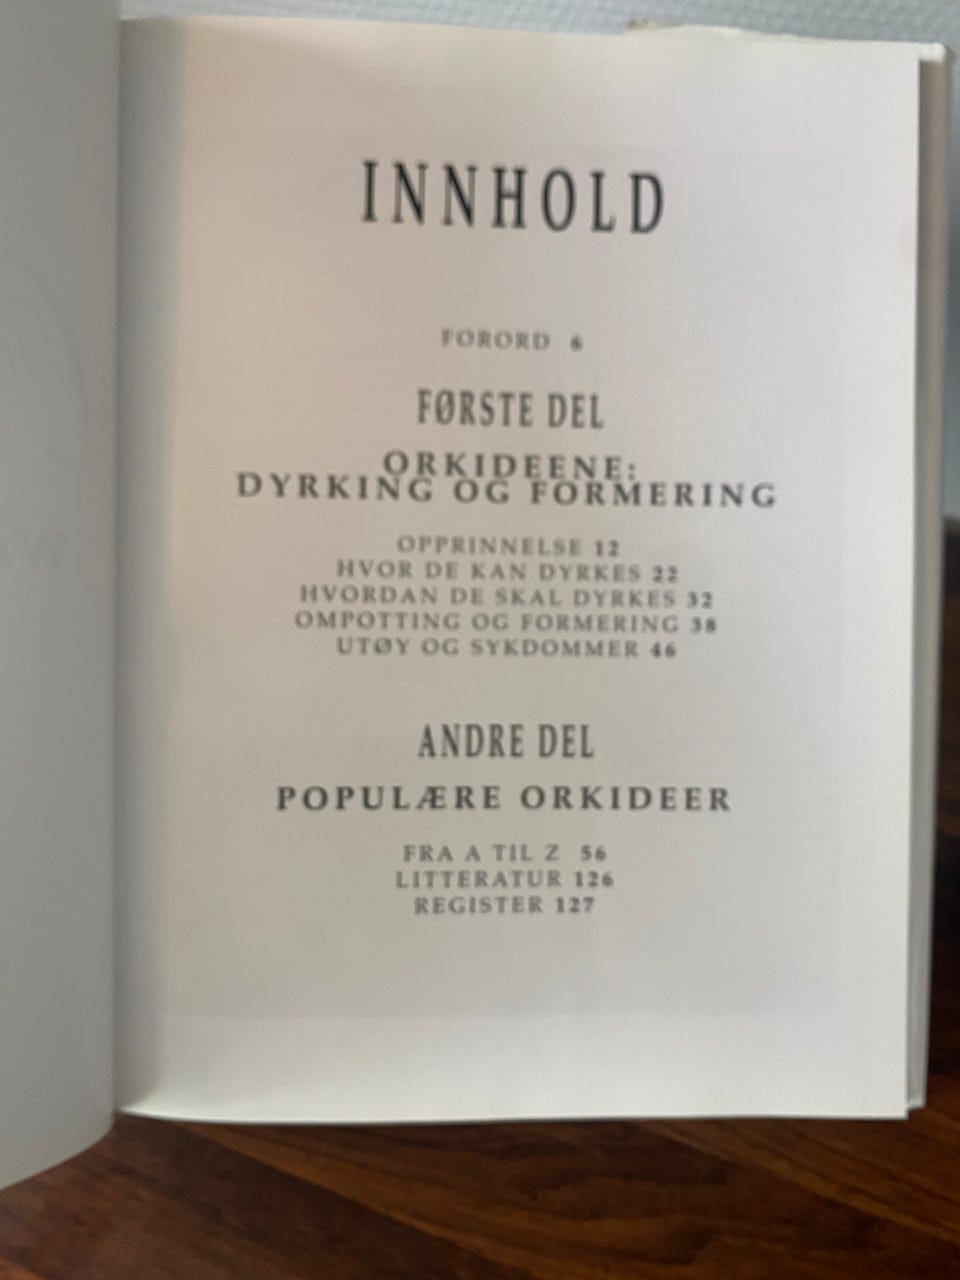 INNHOLD
FORORD 6
FØRSTE DEL
ORKIDEENE:
DYRKING OG FORMERING
OPPRINNELSE 12
HVOR DE KAN DYRKES 22
HVORDAN DE SKAL DYRKES 32
OMPOTTING OG FORMERING 38
UTØY OG SYKDOMMER 46
ANDRE DEL
POPULÆRE ORKIDEER
FRA A TIL Z 56
LITTERATUR 126
REGISTER 127